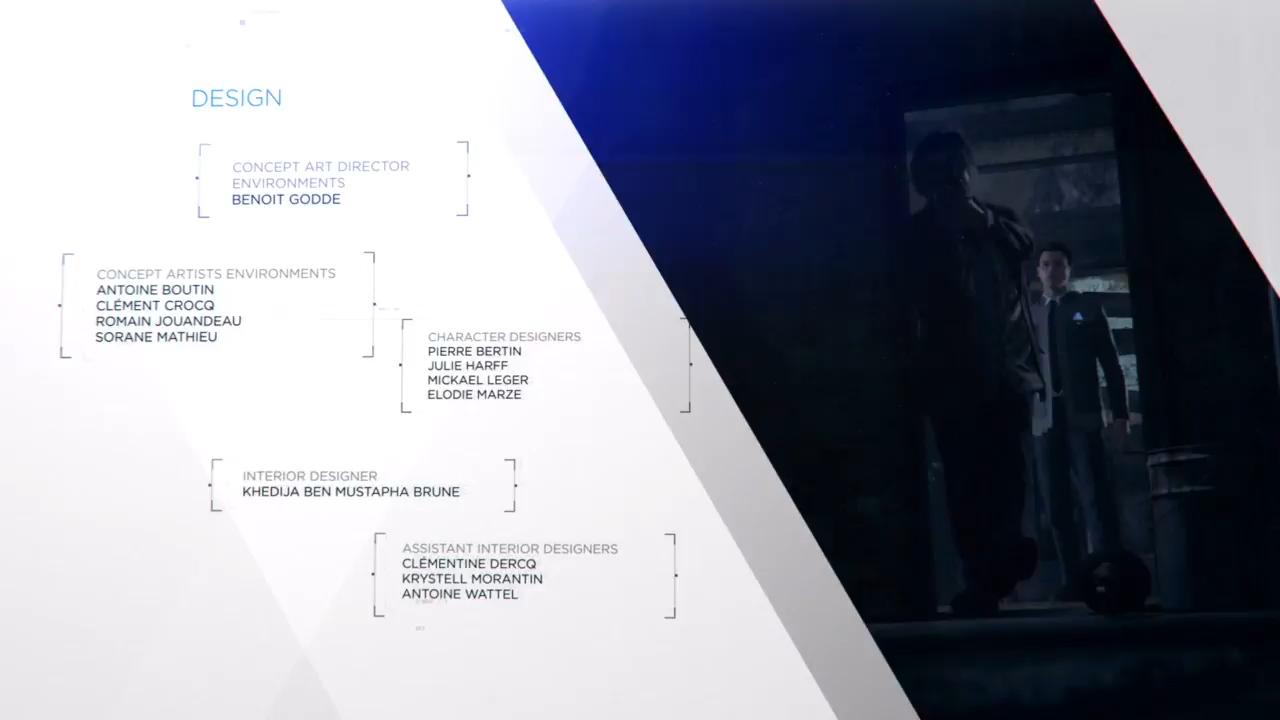 DESIGN
CONCEPT ART DIRECTOR
ENVIRONMENTS
BENOIT GODDE
CONCEPT ARTISTS ENVIRONMENTS
ANTOINE BOUTIN
CLÉMENT CROCQ
ROMAIN JOUANDEAU
SORANE MATHIEU
CHARACTER DESIGNERS
PIERRE BERTIN
JULIE HARFF
MICKAEL LEGER
ELODIE MARZE
INTERIOR DESIGNER
KHEDIJA BEN MUSTAPHA BRUNE
ASSISTANT INTERIOR DESIGNERS
CLÉMENTINE DERCQ
KRYSTELL MORANTIN
ANTOINE WATTEL